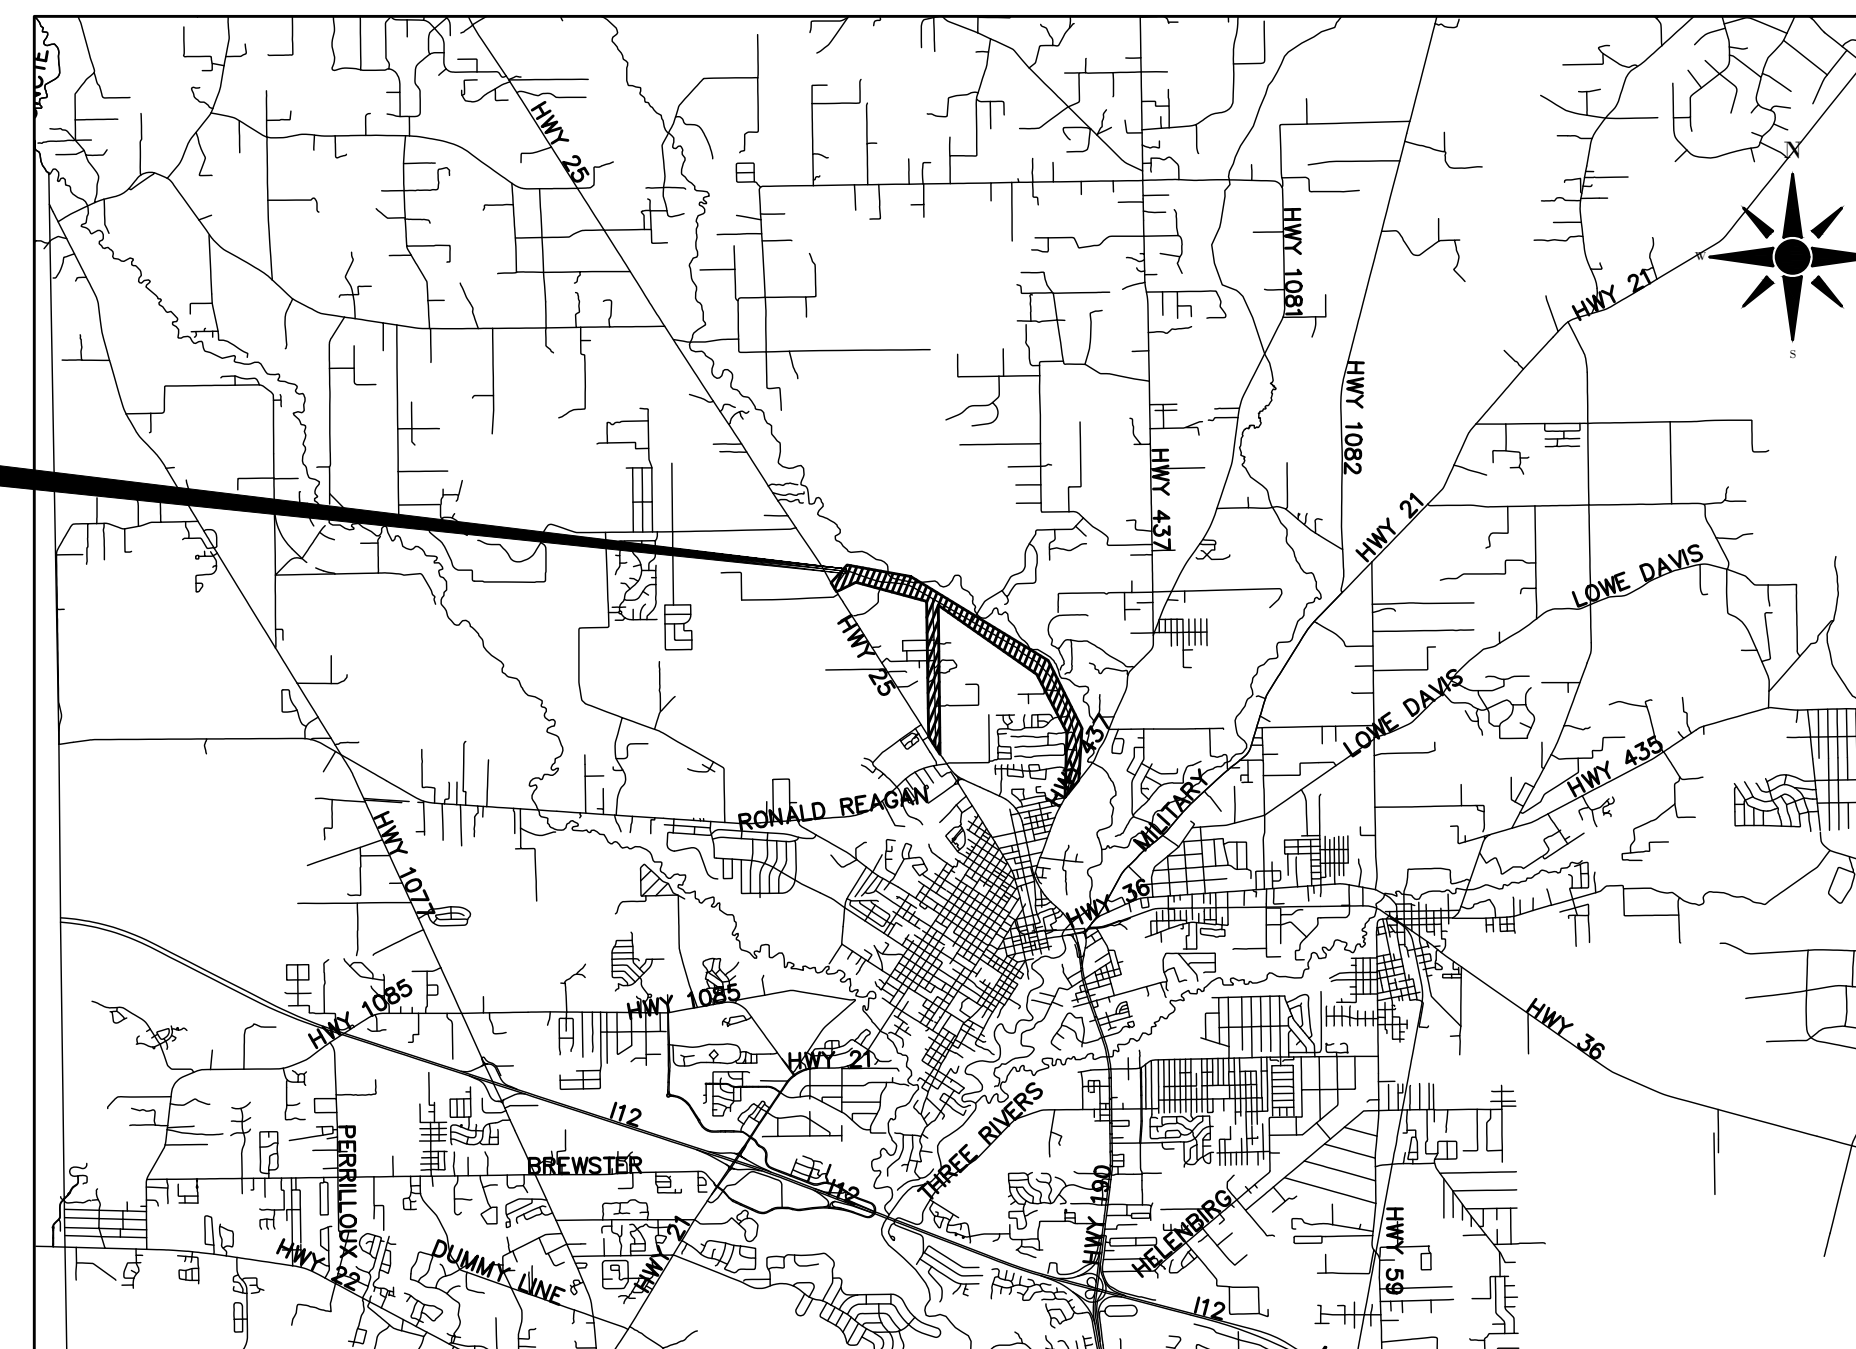 HWY 25
N
HWY 1081
W
HWY 21
S
HWY 1082
HWY 437
HWY 21
LOWE DAVIS
HWY 25
LOWE DAVIS
HWY 435
HWY 437
RONALD REAGAN
MILITARY
HWY 1077
HWY 36
HWY 1085
HWY 1085
HWY 36
HWY 21
I12
THREE RIVERS
PERRILLOUX
BREWSTER
I12
HWY 190
HELENBIRG
HWY 21
HWY 59
HWY 22
DUMMY LINE
I12